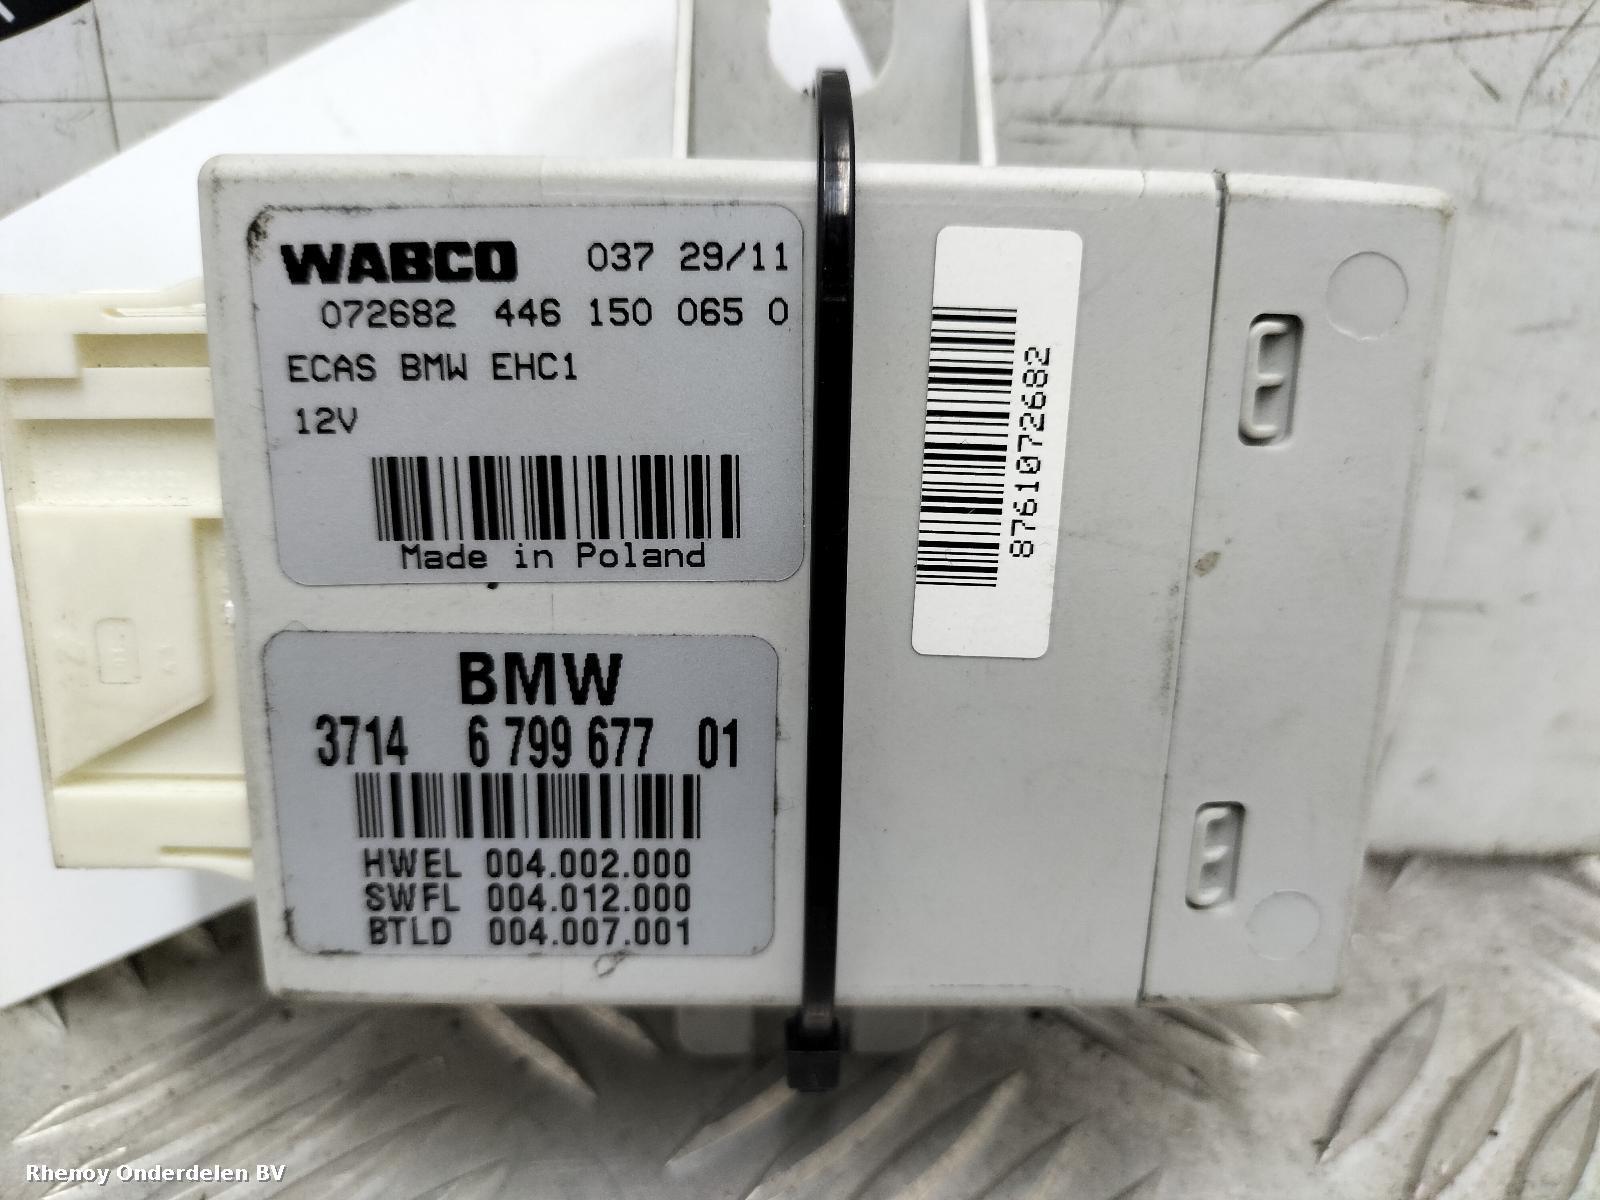 WABCO 037 29/11
072682 446 150 065 0
ECAS BMW EHC1
12V
Made in Poland
BMW
3714 6 799 677 01
HWEL 004.002.000
SWFL 004.012.000
BTLD 004.007.001
8761072682
Rhenoy Onderdelen BV